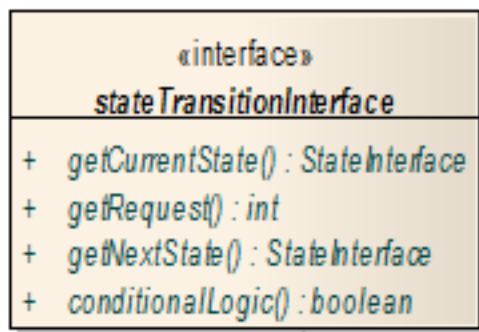 «interface»
stateTransitionInterface
+ getCurrentState() : StateInterface
+ getRequest() : int
+ getNextState() : StateInterface
+ conditionalLogic() : boolean